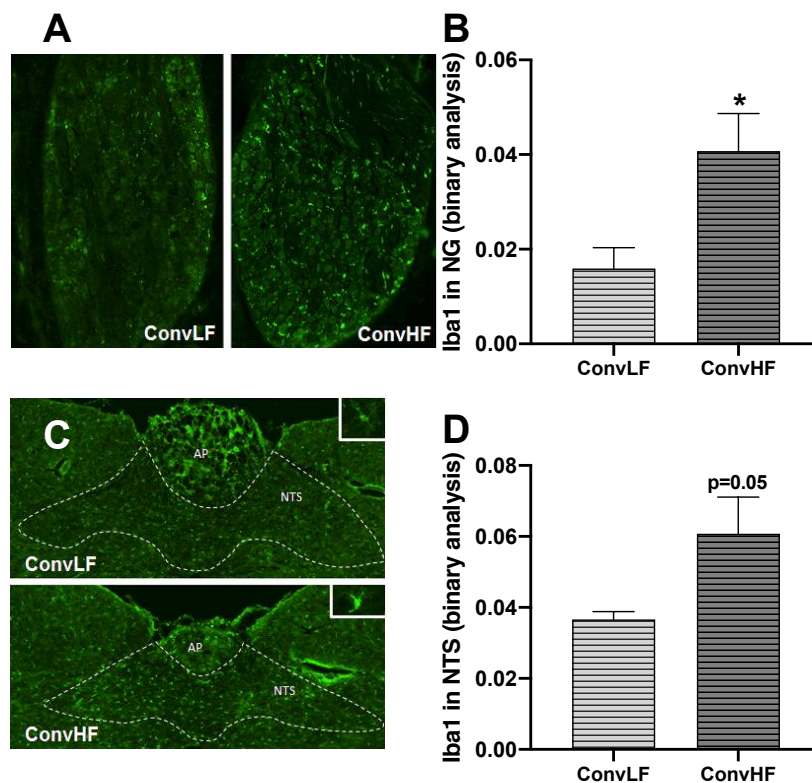 A
ConvLF
ConvHF
B
Iba1 in NG (binary analysis)
0.06
0.04
0.02
0.00
*
ConvLF
ConvHF
C
AP
NTS
ConvLF
AP
NTS
ConvHF
D
Iba1 in NTS (binary analysis)
0.08
0.06
0.04
0.02
0.00
p=0.05
ConvLF
ConvHF